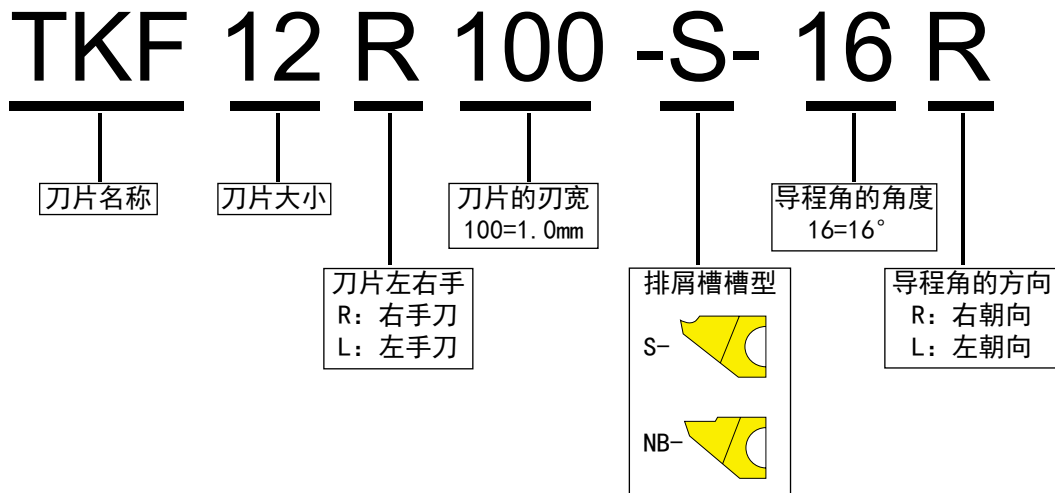 TKF 12 R 100 -S- 16 R
刀片名称
刀片大小
刀片的刃宽
100=1.0mm
导程角的角度
16=16°
刀片左右手
R: 右手刀
L: 左手刀
排屑槽槽型
S-
NB-
导程角的方向
R: 右朝向
L: 左朝向